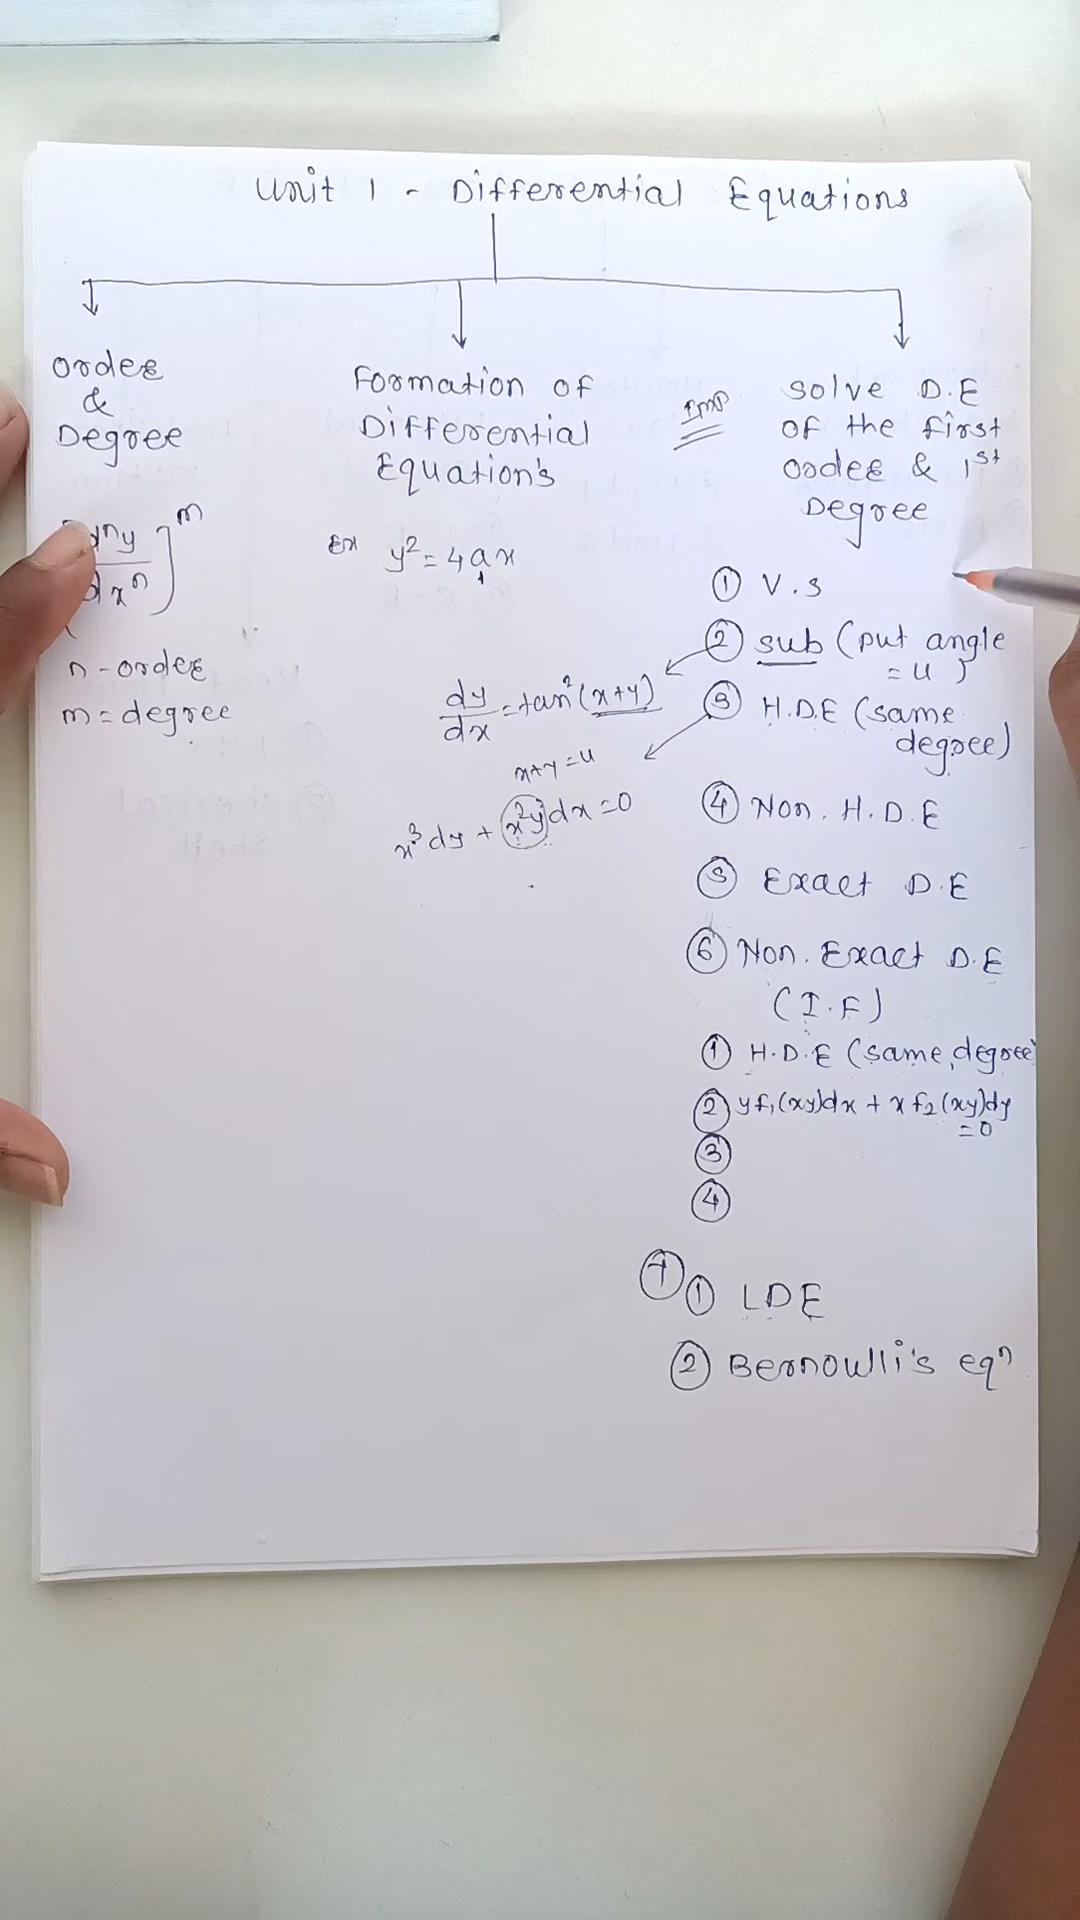 Unit 1 - Differential Equations
Order
&
Degree
[dⁿy/dxⁿ]ᵐ
n - order
m = degree
Formation of
Differential
Equation's
Ex y² = 4ax
IMP
Solve D.E
of the first
order & 1st
Degree
① V.S
② sub (put angle
= u)
dy/dx = tan²(x+y)
x+y = u
③ H.D.E (same
degree)
x³dy + x²y dx = 0
④ Non. H.D.E
⑤ Exact D.E
⑥ Non. Exact D.E
(I.F)
① H.D.E (same degree
② yf₁(xy)dx + xf₂(xy)dy
= 0
③
④
⑦ ① LDE
② Bernoulli's eqⁿ